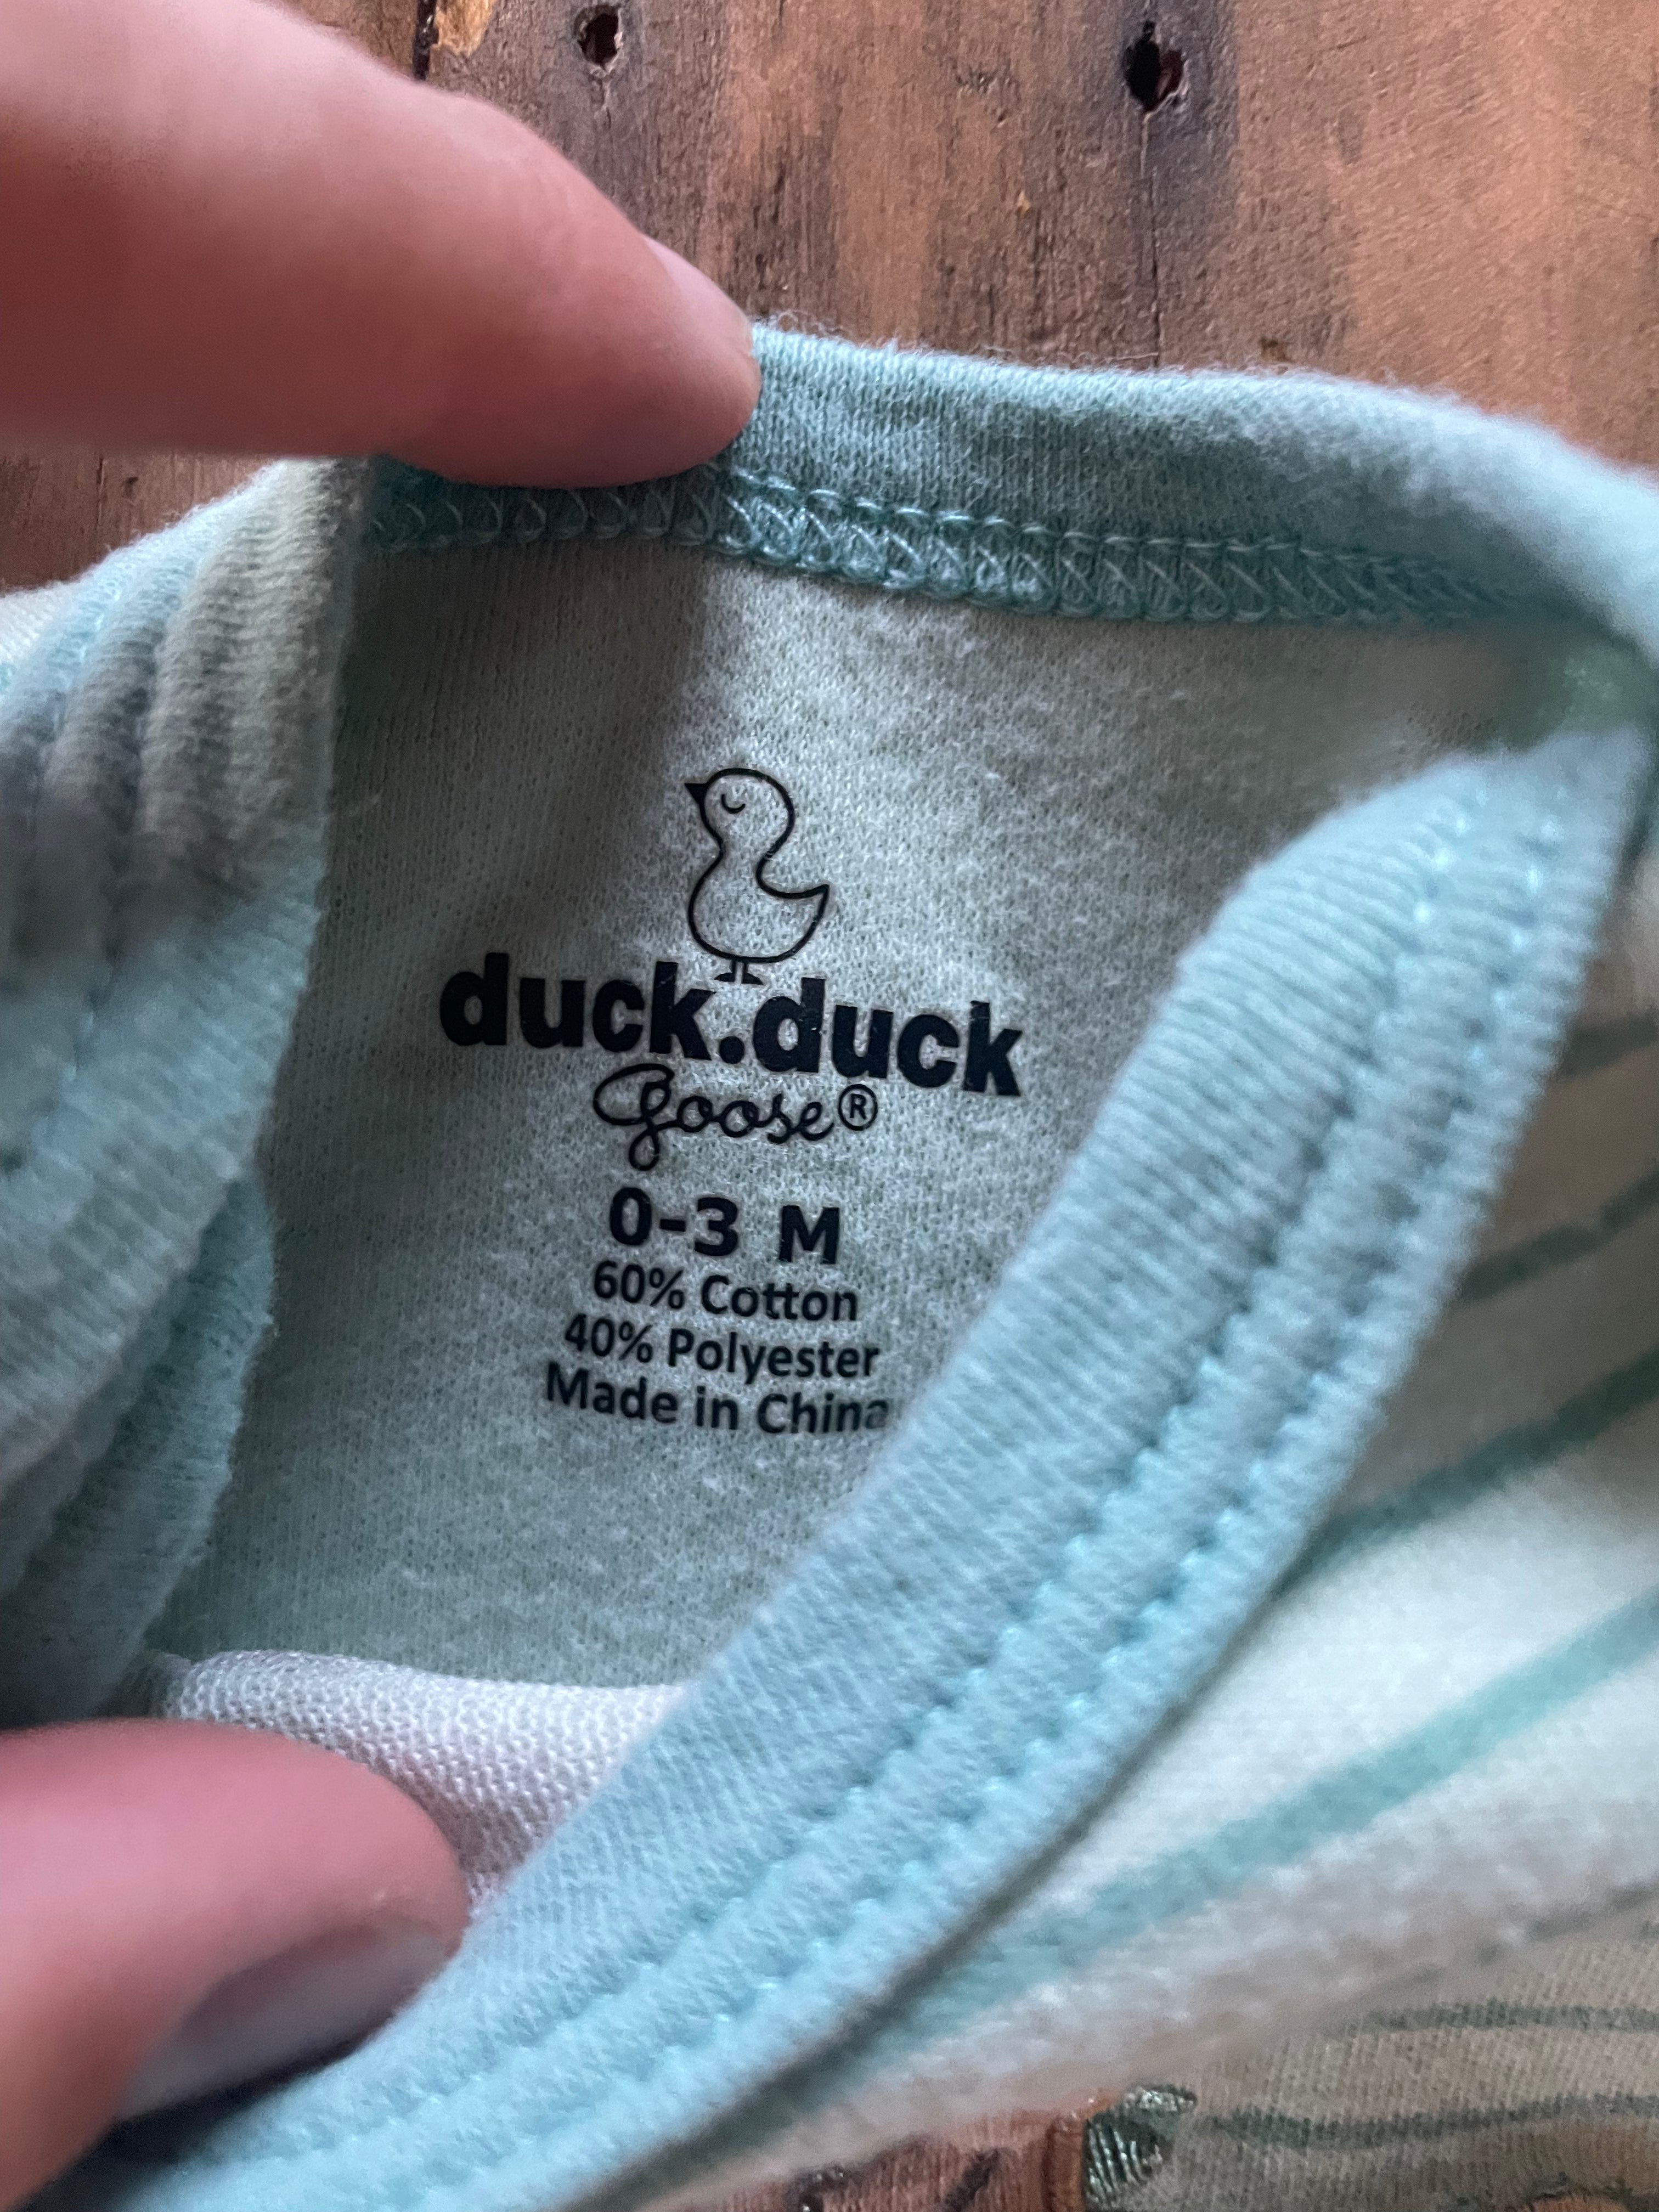 duck.duck
Goose®
0-3 M
60% Cotton
40% Polyester
Made in China